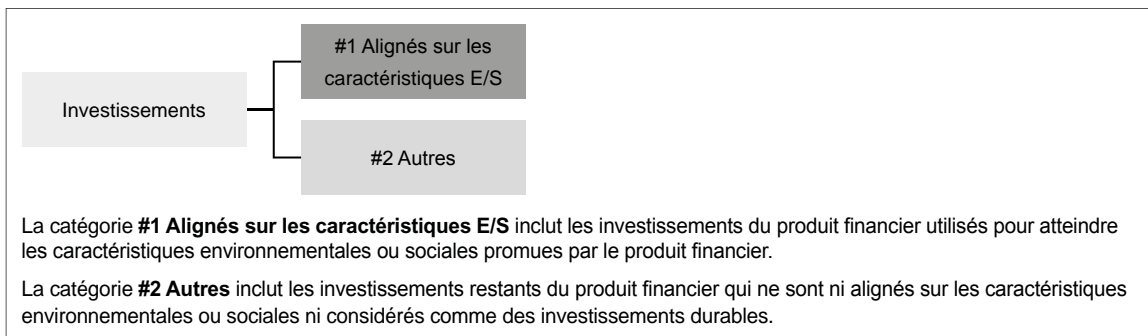 #1 Alignés sur les
caractéristiques E/S
Investissements
#2 Autres
La catégorie #1 Alignés sur les caractéristiques E/S inclut les investissements du produit financier utilisés pour atteindre
les caractéristiques environnementales ou sociales promues par le produit financier.
La catégorie #2 Autres inclut les investissements restants du produit financier qui ne sont ni alignés sur les caractéristiques
environnementales ou sociales ni considérés comme des investissements durables.